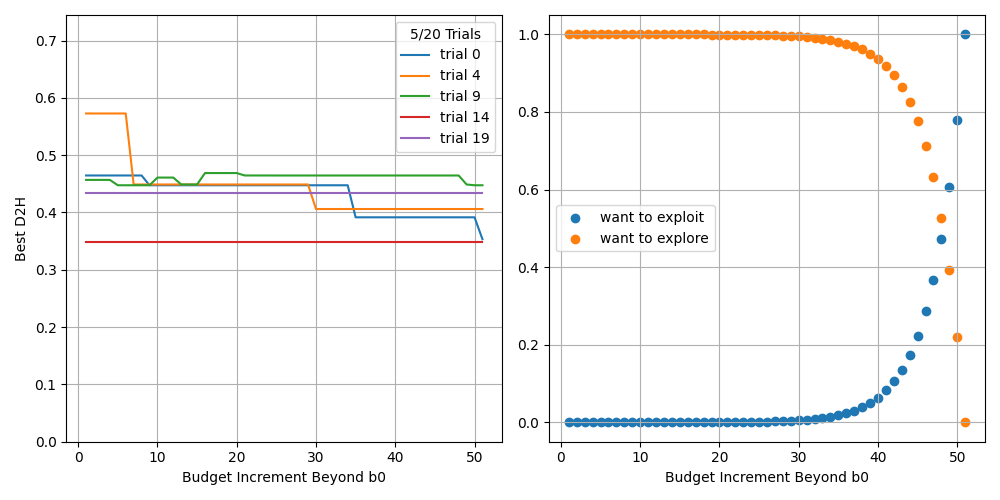 5/20 Trials
trial 0
trial 4
trial 9
trial 14
trial 19
Best D2H
0.7
0.6
0.5
0.4
0.3
0.2
0.1
0.0
0 10 20 30 40 50
Budget Increment Beyond b0
1.0
0.8
0.6
0.4
0.2
0.0
want to exploit
want to explore
0 10 20 30 40 50
Budget Increment Beyond b0